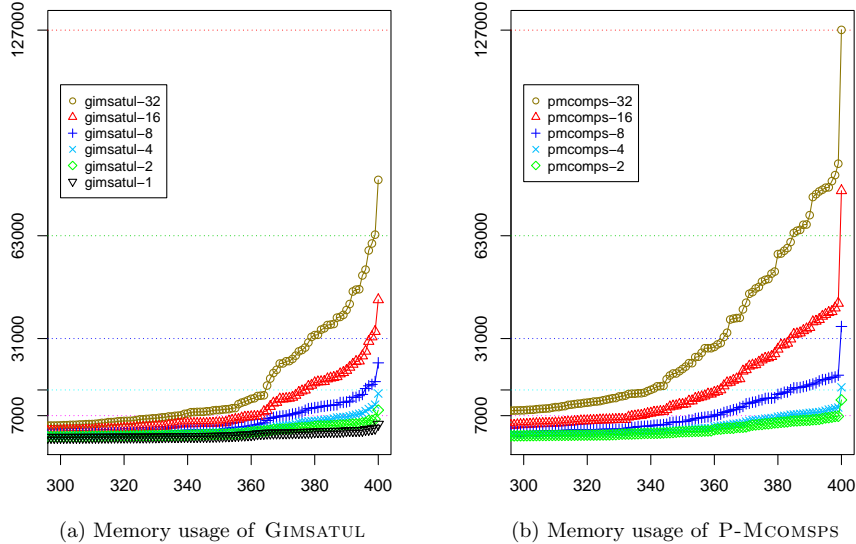 127000
63000
31000
7000
gimsatul−32
gimsatul−16
gimsatul−8
gimsatul−4
gimsatul−2
gimsatul−1
300 320 340 360 380 400
(a) Memory usage of GIMSATUL
127000
63000
31000
7000
pmcomps−32
pmcomps−16
pmcomps−8
pmcomps−4
pmcomps−2
300 320 340 360 380 400
(b) Memory usage of P-MCOMSPS